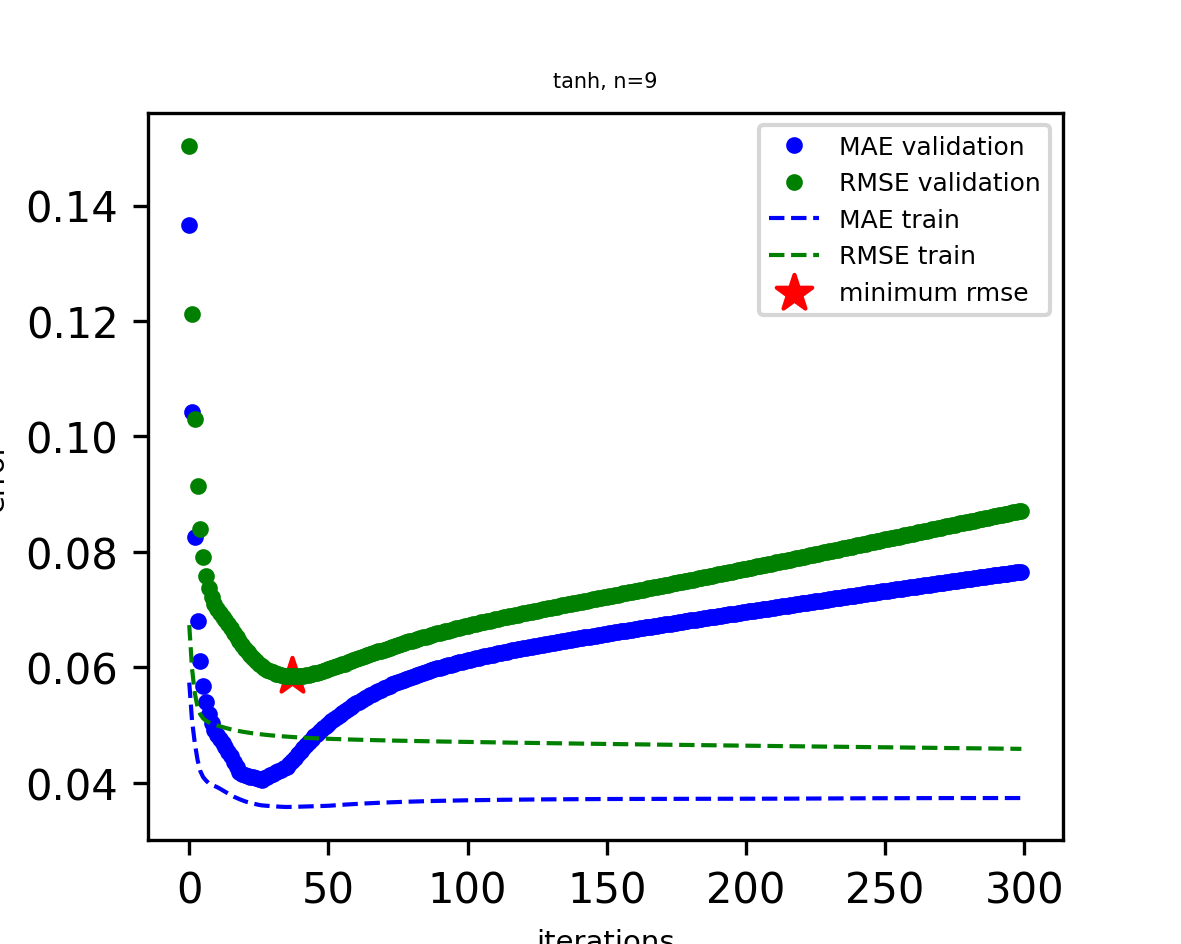 tanh, n=9
MAE validation
RMSE validation
MAE train
RMSE train
minimum rmse
0.14
0.12
0.10
0.08
0.06
0.04
0 50 100 150 200 250 300
iterations